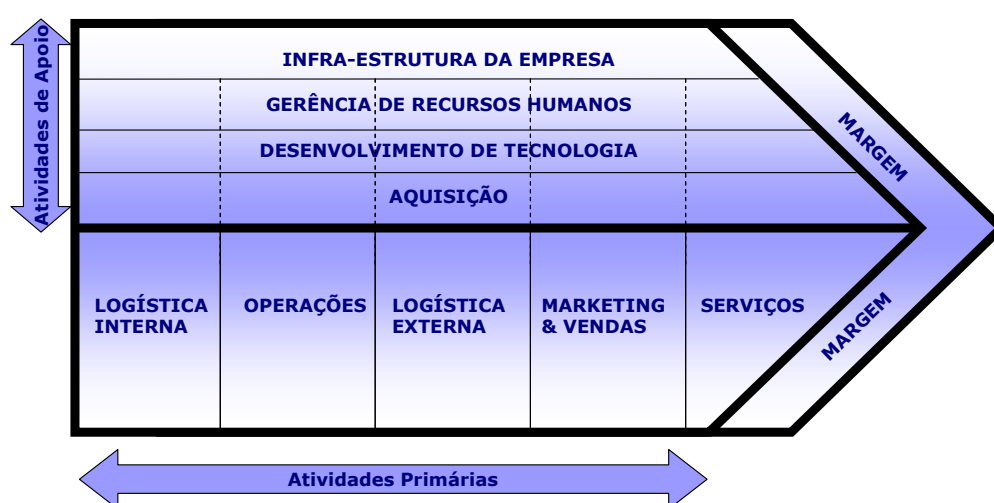 Atividades de Apoio
INFRA-ESTRUTURA DA EMPRESA
GERÊNCIA DE RECURSOS HUMANOS
DESENVOLVIMENTO DE TECNOLOGIA
AQUISIÇÃO
MARGEM
LOGÍSTICA
INTERNA
OPERAÇÕES
LOGÍSTICA
EXTERNA
MARKETING
& VENDAS
SERVIÇOS
MARGEM
Atividades Primárias